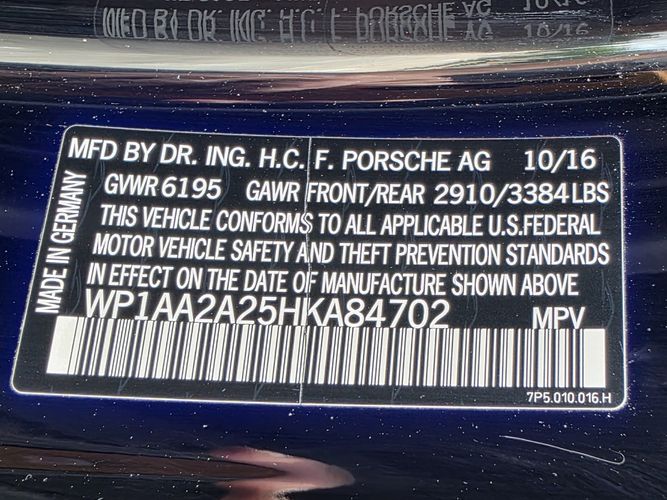 MFD BY DR. ING. H.C. F. PORSCHE AG 10/16
GVWR 6195 GAWR FRONT/REAR 2910/3384 LBS
THIS VEHICLE CONFORMS TO ALL APPLICABLE U.S.FEDERAL
MOTOR VEHICLE SAFETY AND THEFT PREVENTION STANDARDS
IN EFFECT ON THE DATE OF MANUFACTURE SHOWN ABOVE
WP1AA2A25HKA84702 MPV
7P5.010.016.H
MADE IN GERMANY